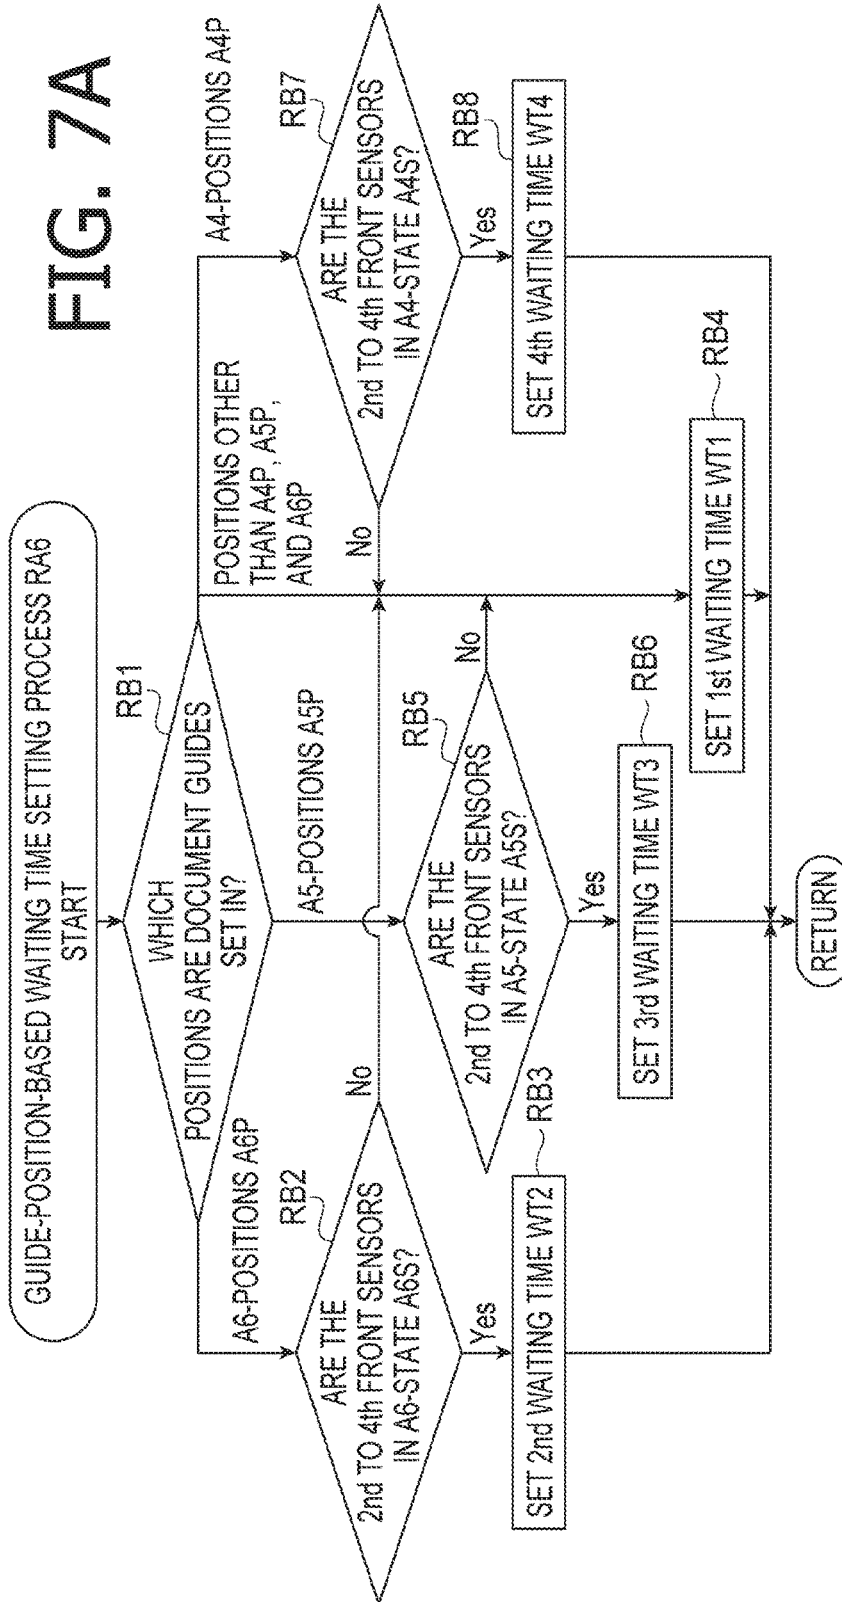 FIG. 7A
GUIDE-POSITION-BASED WAITING TIME SETTING PROCESS RA6
START
RB1
WHICH
POSITIONS ARE DOCUMENT GUIDES
SET IN?
A6-POSITIONS A6P
A5-POSITIONS A5P
POSITIONS OTHER
THAN A4P, A5P,
AND A6P
A4-POSITIONS A4P
RB2
ARE THE
2nd TO 4th FRONT SENSORS
IN A6-STATE A6S?
No
Yes
RB3
SET 2nd WAITING TIME WT2
RB5
ARE THE
2nd TO 4th FRONT SENSORS
IN A5-STATE A5S?
No
Yes
RB6
SET 3rd WAITING TIME WT3
RB7
ARE THE
2nd TO 4th FRONT SENSORS
IN A4-STATE A4S?
No
Yes
RB8
SET 4th WAITING TIME WT4
RB4
SET 1st WAITING TIME WT1
RETURN